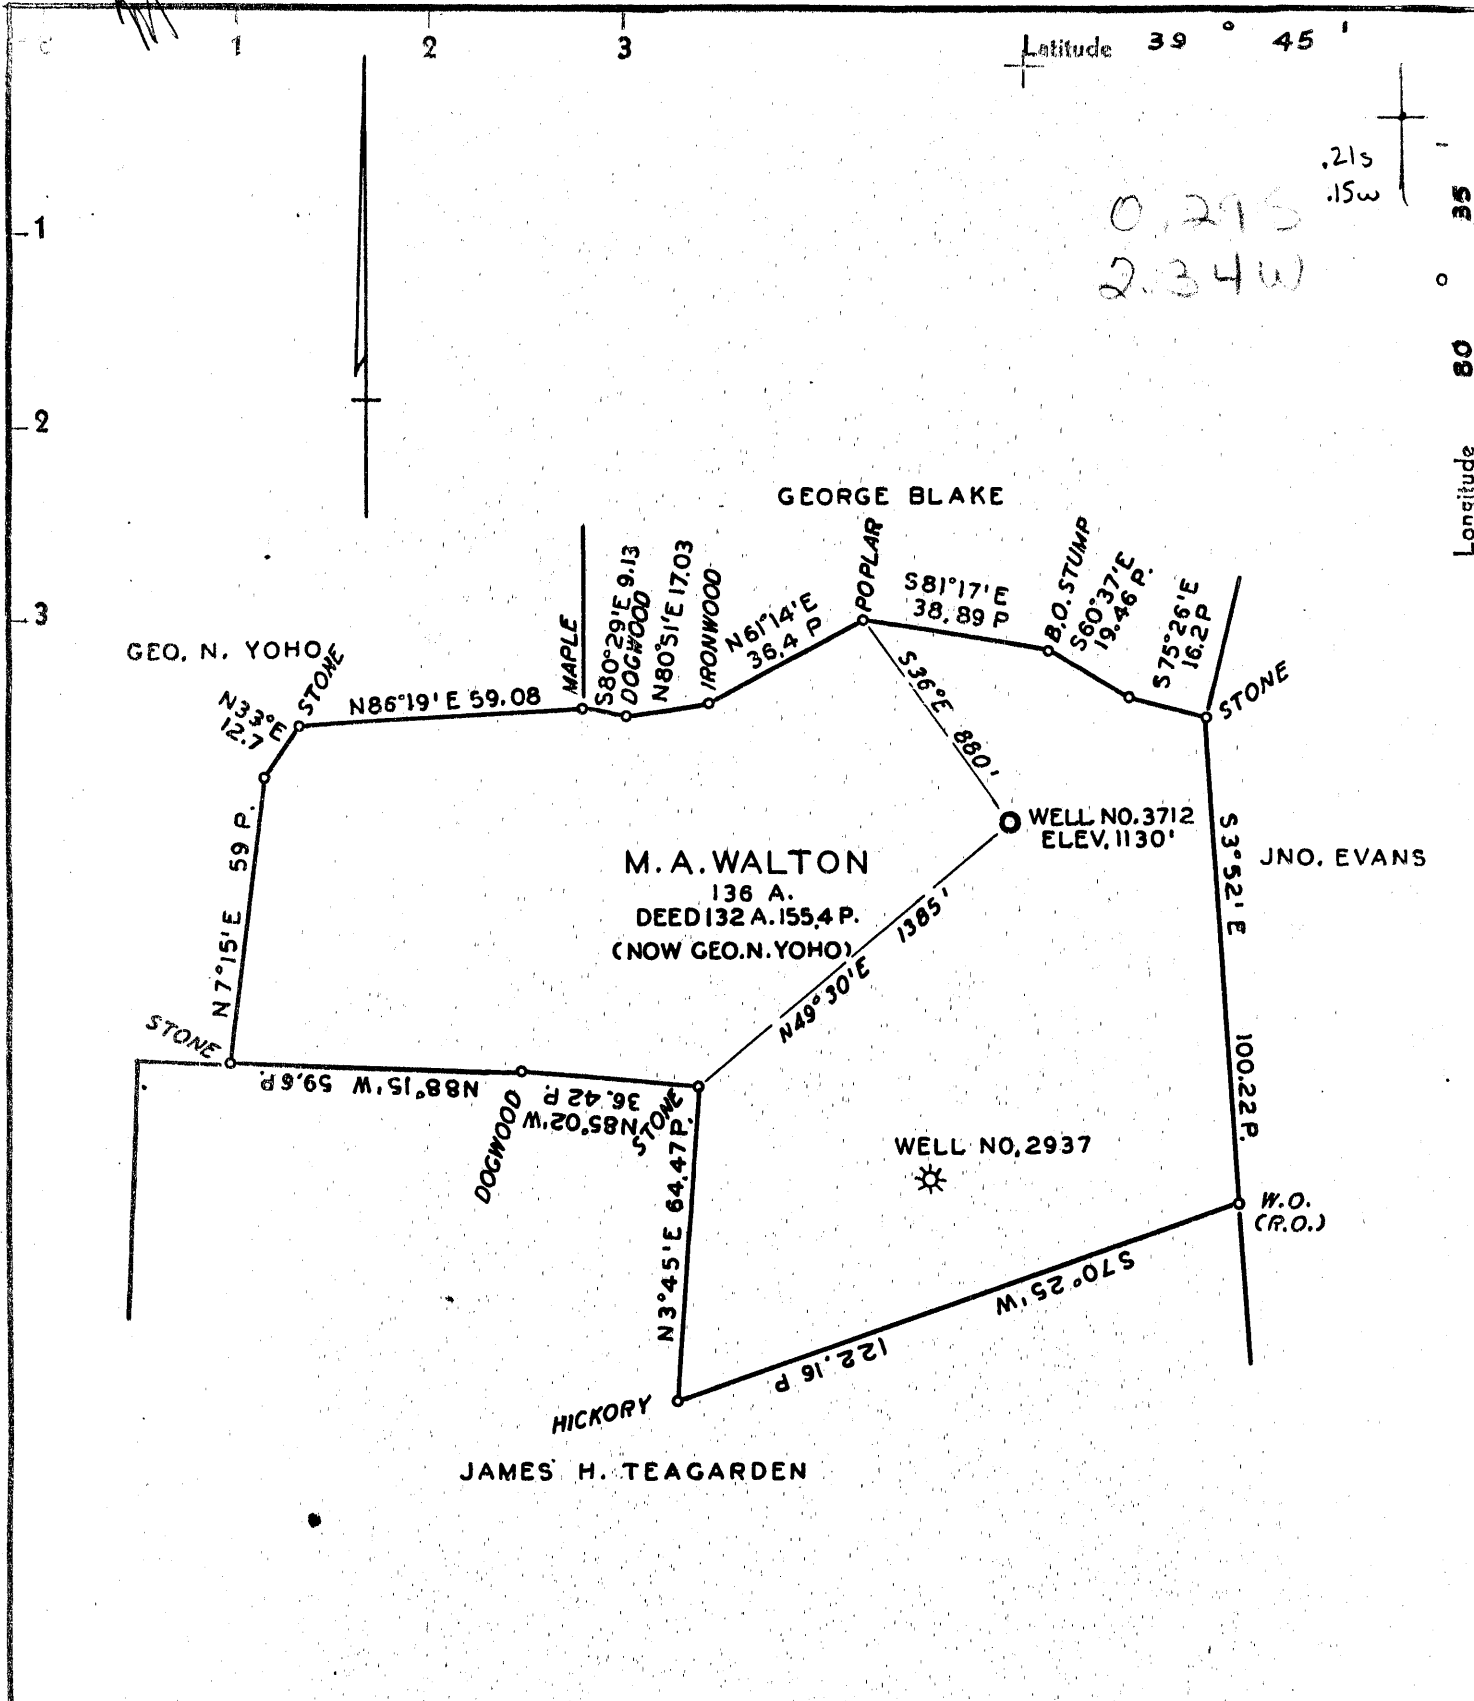 1 2 3
Latitude 39 ° 45 '
.21s
.15w
0.29S
2.34W
1
2
3
Longitude 80 ° 35 '
GEORGE BLAKE
GEO. N. YOHO
STONE
N33°E
12.7
N86°19'E 59.08
MAPLE
S80°29'E 9.13
DOGWOOD
N80°51'E 17.03
IRONWOOD
N61°14'E
36.4 P
POPLAR
S81°17'E
38.89 P
B.O. STUMP
S60°37'E
19.46 P.
S75°26'E
16.2 P
STONE
S36°E 880'
WELL NO. 3712
ELEV. 1130'
S3°52'E 100.22 P.
JNO. EVANS
N7°15'E 59 P.
M. A. WALTON
136 A.
DEED 132 A. 155.4 P.
(NOW GEO. N. YOHO)
N49°30'E 1385'
STONE
N88°15'W 59.6 P.
DOGWOOD
N85°02'W
36.42 P.
STONE
N3°45'E 64.47 P.
WELL NO. 2937
W.O.
(R.O.)
S70°25'W 122.16 P
HICKORY
JAMES H. TEAGARDEN